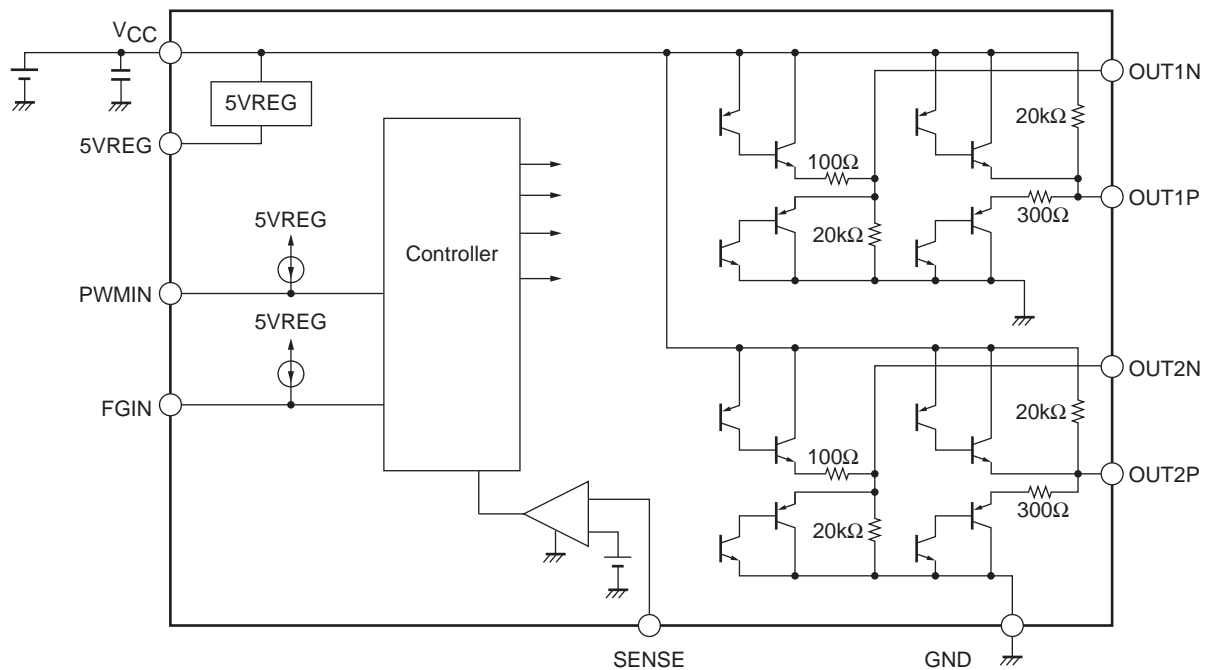 VCC
OUT1N
5VREG
20kΩ
5VREG
100Ω
5VREG
OUT1P
300Ω
20kΩ
Controller
PWMIN
5VREG
OUT2N
FGIN
20kΩ
100Ω
OUT2P
300Ω
20kΩ
SENSE
GND